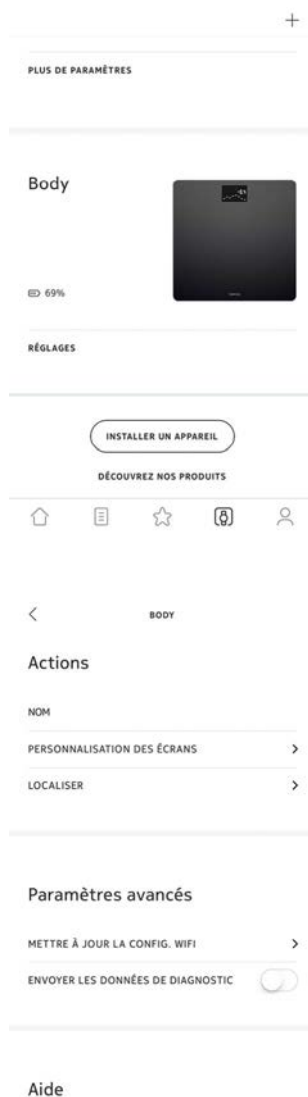 PLUS DE PARAMÈTRES
Body
69%
RÉGLAGES
INSTALLER UN APPAREIL
DÉCOUVREZ NOS PRODUITS
BODY
Actions
NOM
PERSONNALISATION DES ÉCRANS
LOCALISER
Paramètres avancés
METTRE À JOUR LA CONFIG. WIFI
ENVOYER LES DONNÉES DE DIAGNOSTIC
Aide